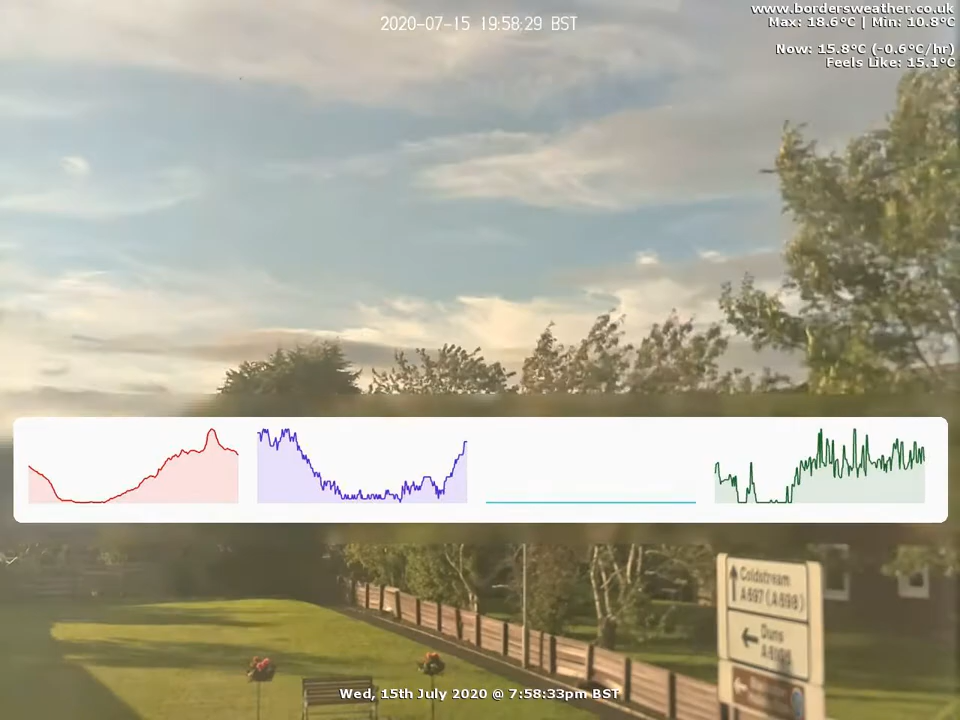 2020-07-15 19:58:29 BST
www.bordersweather.co.uk
Max: 18.6°C | Min: 10.8°C
Now: 15.8°C (-0.6°C/hr)
Feels Like: 15.1°C
Coldstream
A697 (A698)
Duns
Wed, 15th July 2020 @ 7:58:33pm BST